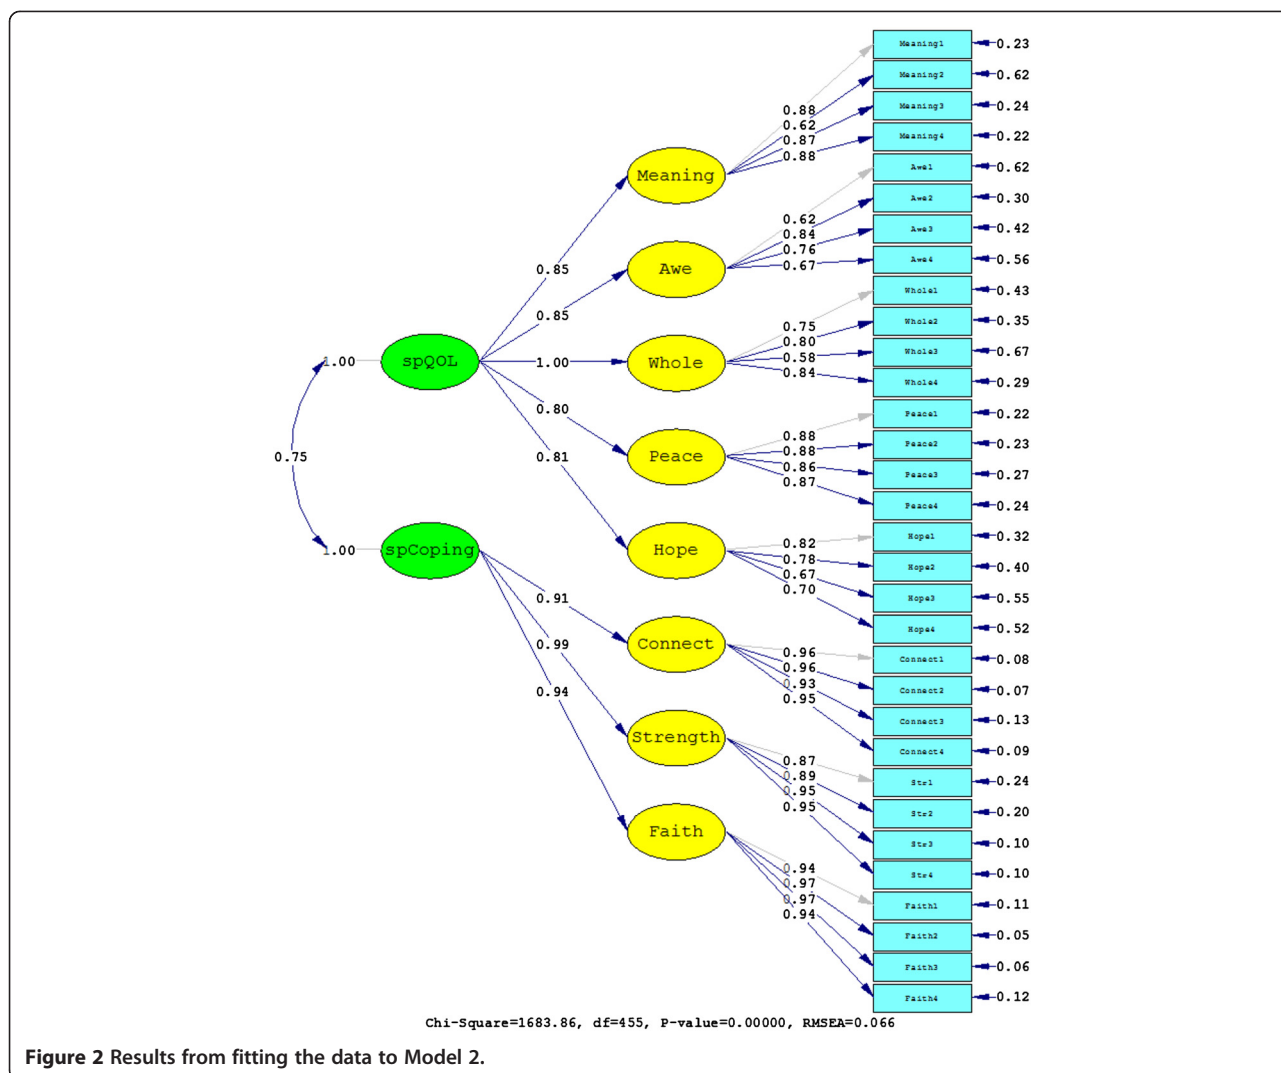 Meaning1 0.23
Meaning2 0.62
Meaning3 0.24
Meaning4 0.22
Awe1 0.62
Awe2 0.30
Awe3 0.42
Awe4 0.56
Whole1 0.43
Whole2 0.35
Whole3 0.67
Whole4 0.29
Peace1 0.22
Peace2 0.23
Peace3 0.27
Peace4 0.24
Hope1 0.32
Hope2 0.40
Hope3 0.55
Hope4 0.52
Connect1 0.08
Connect2 0.07
Connect3 0.13
Connect4 0.09
Str1 0.24
Str2 0.20
Str3 0.10
Str4 0.10
Faith1 0.11
Faith2 0.05
Faith3 0.06
Faith4 0.12
0.88
0.62
0.87
0.88
Meaning
0.62
0.84
0.76
0.67
Awe
0.75
0.80
0.58
0.84
Whole
0.88
0.88
0.86
0.87
Peace
0.82
0.78
0.67
0.70
Hope
0.96
0.96
0.93
0.95
Connect
0.87
0.89
0.95
0.95
Strength
0.94
0.97
0.97
0.94
Faith
0.85
0.85
1.00
0.80
0.81
1.00 spQOL
0.75
1.00 spCoping
0.91
0.99
0.94
Chi-Square=1683.86, df=455, P-value=0.00000, RMSEA=0.066
Figure 2 Results from fitting the data to Model 2.